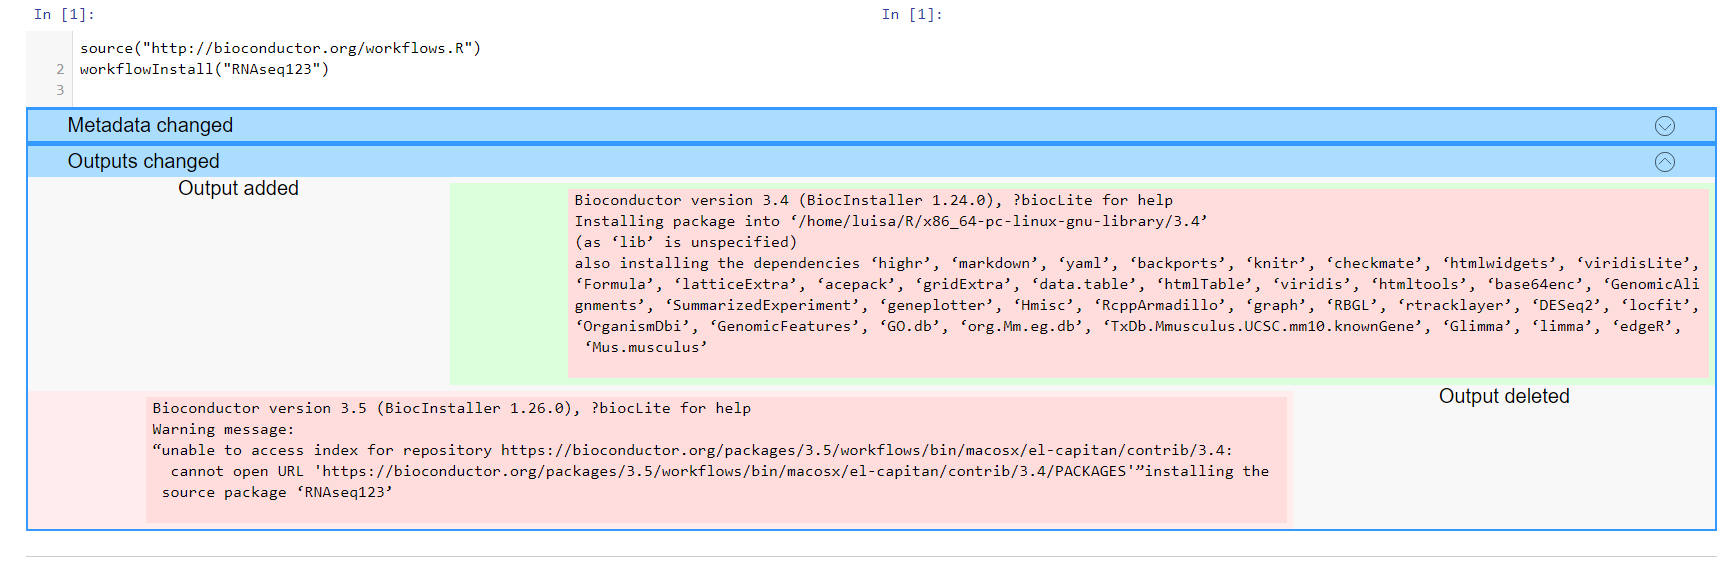 In [1]:
In [1]:
source("http://bioconductor.org/workflows.R")
2 workflowInstall("RNAseq123")
3
Metadata changed
Outputs changed
Output added
Bioconductor version 3.4 (BiocInstaller 1.24.0), ?biocLite for help
Installing package into ‘/home/luisa/R/x86_64-pc-linux-gnu-library/3.4’
(as ‘lib’ is unspecified)
also installing the dependencies ‘highr’, ‘markdown’, ‘yaml’, ‘backports’, ‘knitr’, ‘checkmate’, ‘htmlwidgets’, ‘viridisLite’,
‘Formula’, ‘latticeExtra’, ‘acepack’, ‘gridExtra’, ‘data.table’, ‘htmlTable’, ‘viridis’, ‘htmltools’, ‘base64enc’, ‘GenomicAli
gnments’, ‘SummarizedExperiment’, ‘geneplotter’, ‘Hmisc’, ‘RcppArmadillo’, ‘graph’, ‘RBGL’, ‘rtracklayer’, ‘DESeq2’, ‘locfit’,
‘OrganismDbi’, ‘GenomicFeatures’, ‘GO.db’, ‘org.Mm.eg.db’, ‘TxDb.Mmusculus.UCSC.mm10.knownGene’, ‘Glimma’, ‘limma’, ‘edgeR’,
‘Mus.musculus’
Output deleted
Bioconductor version 3.5 (BiocInstaller 1.26.0), ?biocLite for help
Warning message:
“unable to access index for repository https://bioconductor.org/packages/3.5/workflows/bin/macosx/el-capitan/contrib/3.4:
cannot open URL 'https://bioconductor.org/packages/3.5/workflows/bin/macosx/el-capitan/contrib/3.4/PACKAGES'”installing the
source package ‘RNAseq123’